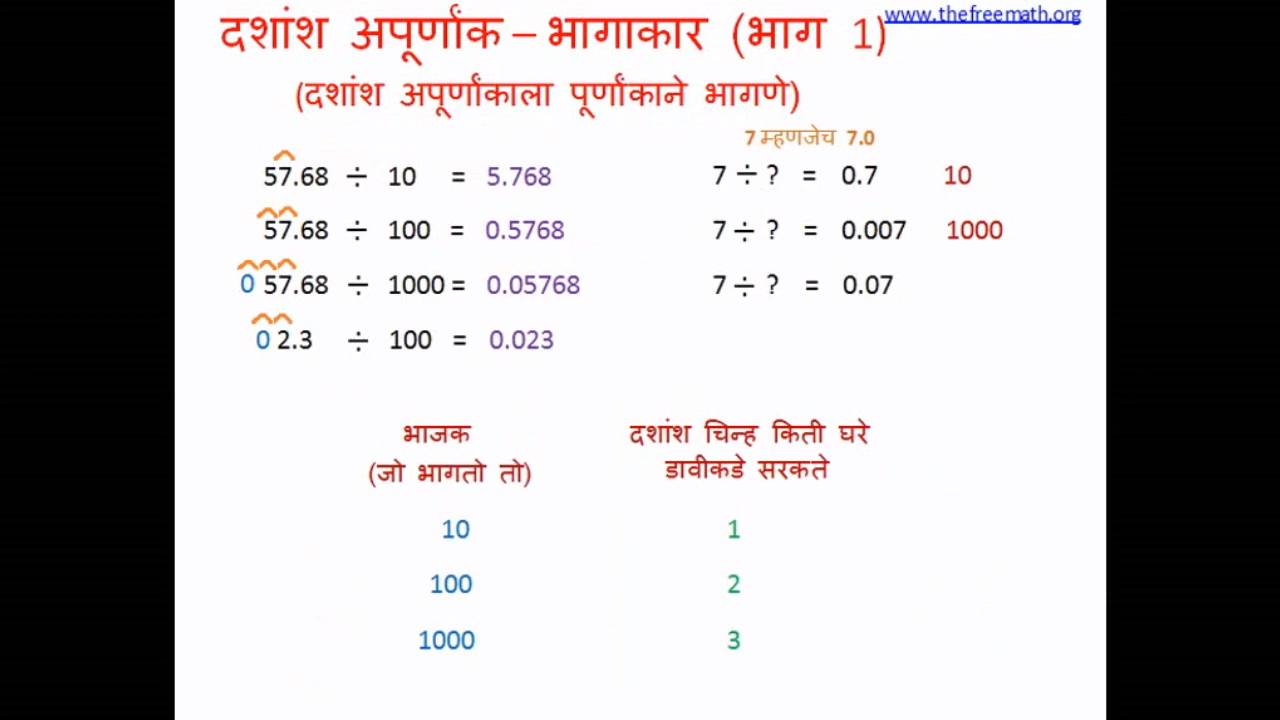 www.thefreemath.org
दशांश अपूर्णांक – भागाकार (भाग 1)
(दशांश अपूर्णांकाला पूर्णांकाने भागणे)
57.68 ÷ 10 = 5.768
57.68 ÷ 100 = 0.5768
0 57.68 ÷ 1000 = 0.05768
0 2.3 ÷ 100 = 0.023
7 म्हणजेच 7.0
7 ÷ ? = 0.7 10
7 ÷ ? = 0.007 1000
7 ÷ ? = 0.07
भाजक
(जो भागतो तो)
दशांश चिन्ह किती घरे
डावीकडे सरकते
10 1
100 2
1000 3